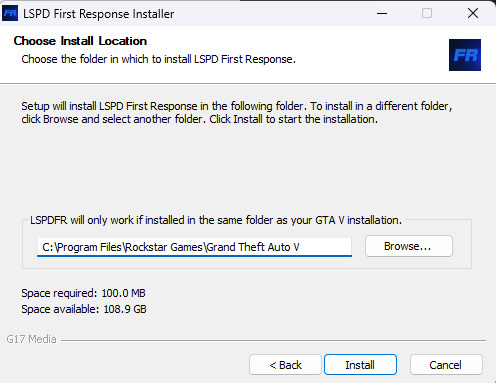 LSPD First Response Installer
Choose Install Location
Choose the folder in which to install LSPD First Response.
FR
Setup will install LSPD First Response in the following folder. To install in a different folder,
click Browse and select another folder. Click Install to start the installation.
LSPDFR will only work if installed in the same folder as your GTA V installation.
C:\Program Files\Rockstar Games\Grand Theft Auto V
Browse...
Space required: 100.0 MB
Space available: 108.9 GB
G17 Media
< Back
Install
Cancel